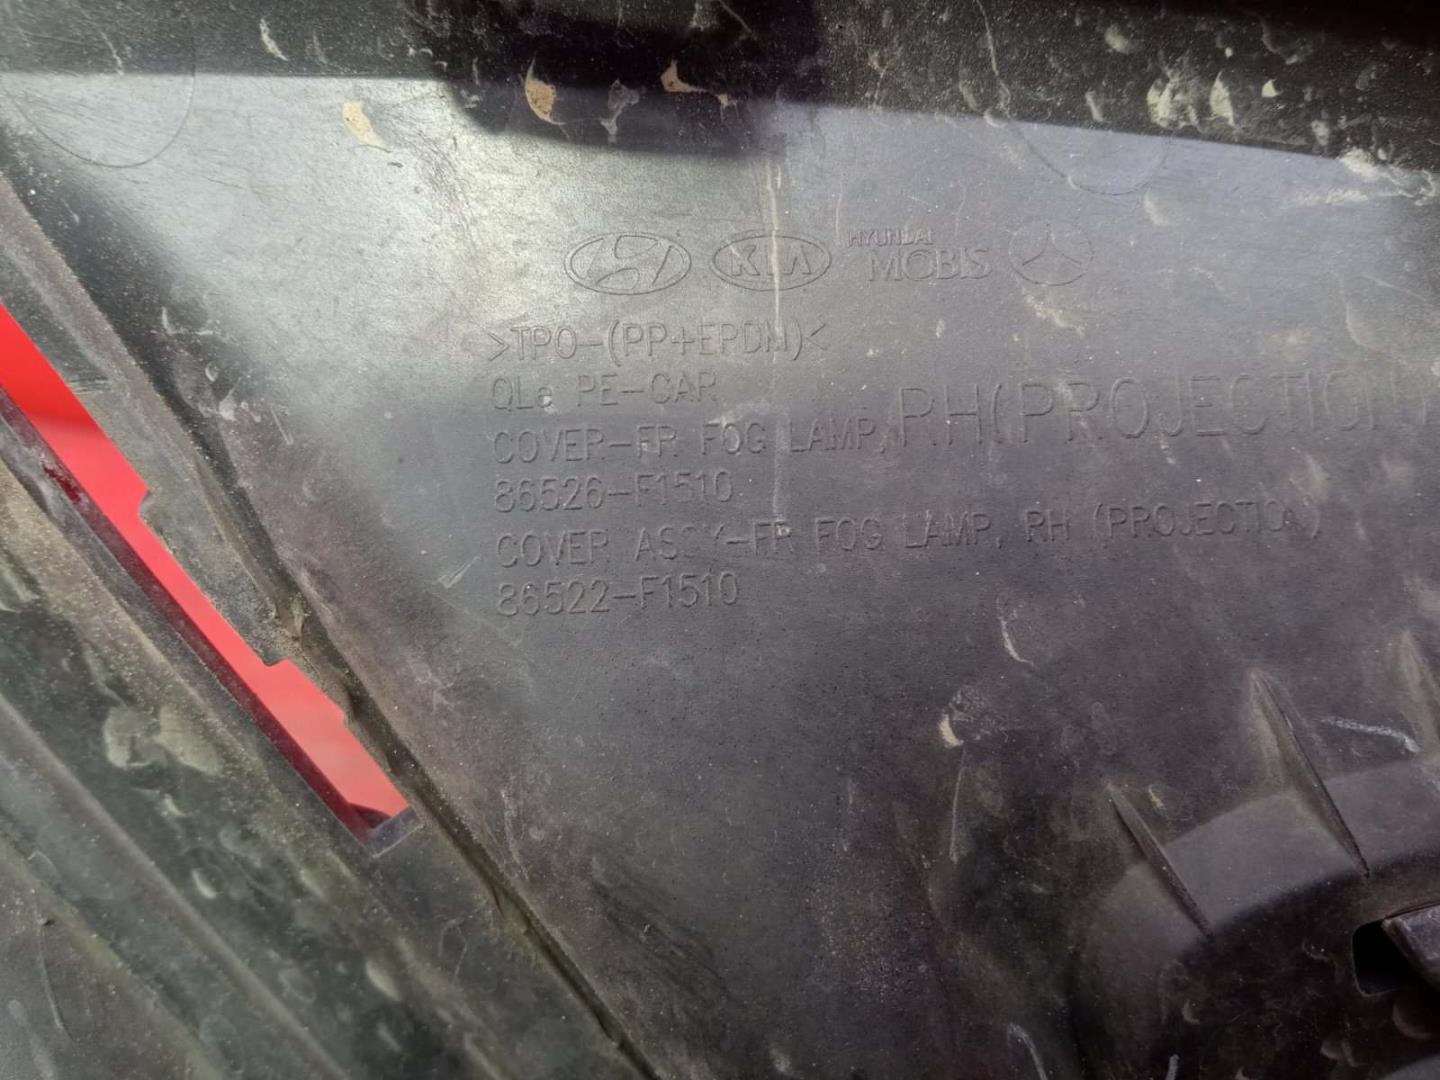 KIA HYUNDAI
MOBIS
>TPO-(PP+EPDM)<
QLe PE-CAR
COVER-FR FOG LAMP, RH(PROJECTION)
86526-F1510
COVER ASSY-FR FOG LAMP, RH (PROJECTION)
86522-F1510